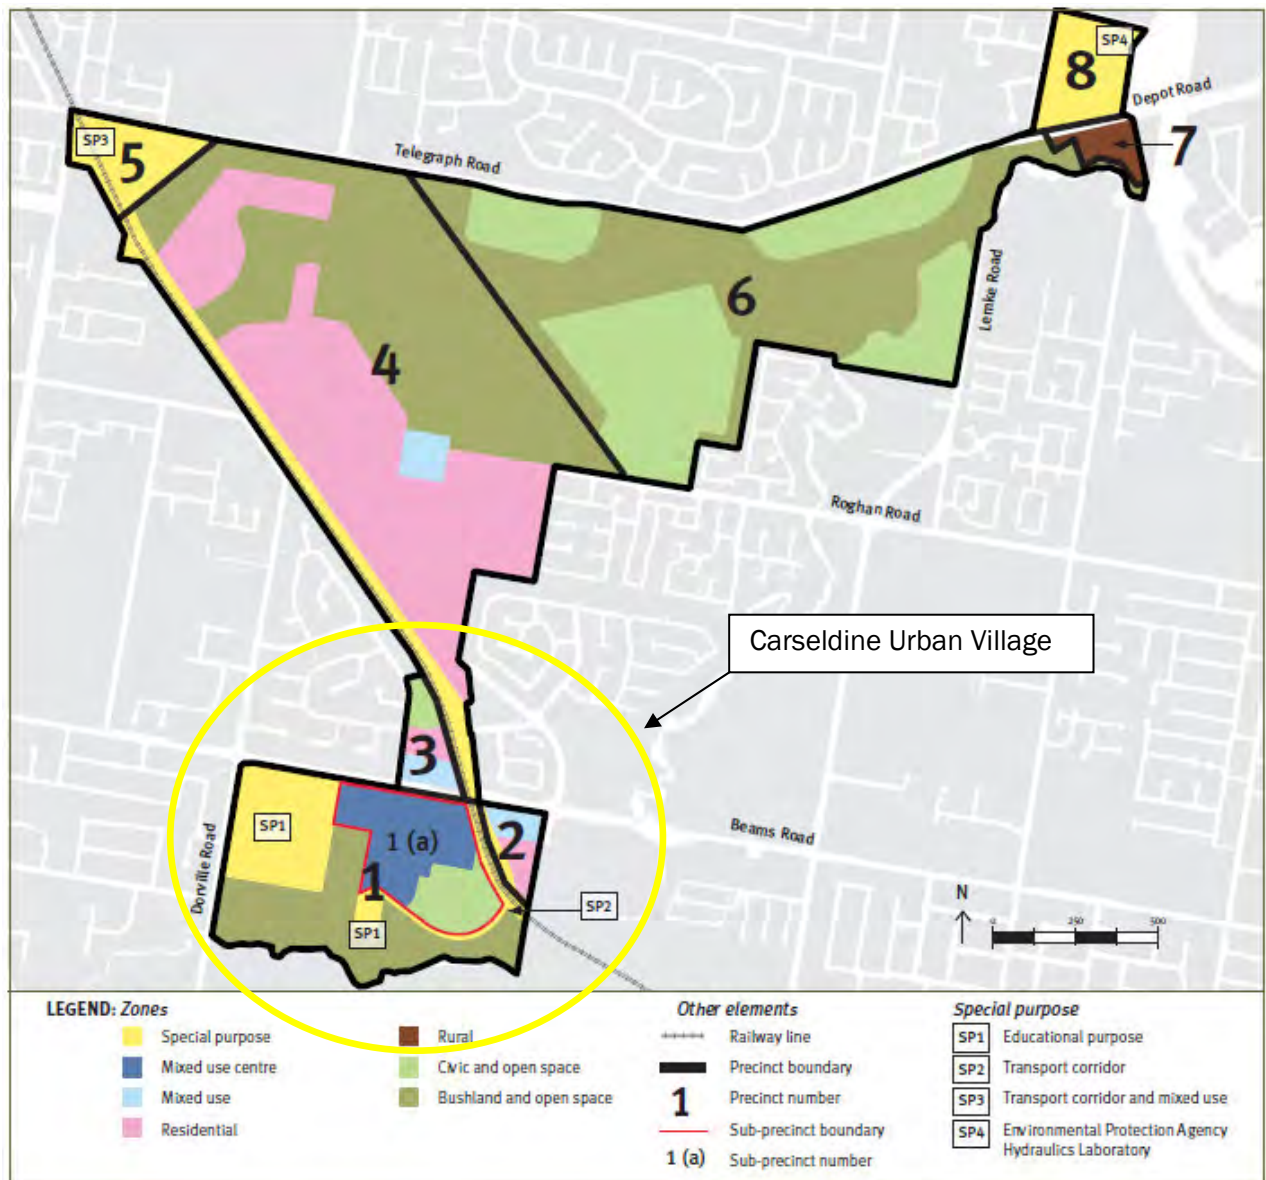 SP4
8
Depot Road
7
SP3
5
Telegraph Road
6
Lemke Road
4
Roghan Road
Carseldine Urban Village
3
SP1
1 (a)
2
Beams Road
Dorville Road
1
SP1
SP2
N
0 250 500
LEGEND: Zones
Special purpose
Mixed use centre
Mixed use
Residential
Rural
Civic and open space
Bushland and open space
Other elements
Railway line
Precinct boundary
1 Precinct number
Sub-precinct boundary
1 (a) Sub-precinct number
Special purpose
SP1 Educational purpose
SP2 Transport corridor
SP3 Transport corridor and mixed use
SP4 Environmental Protection Agency
Hydraulics Laboratory